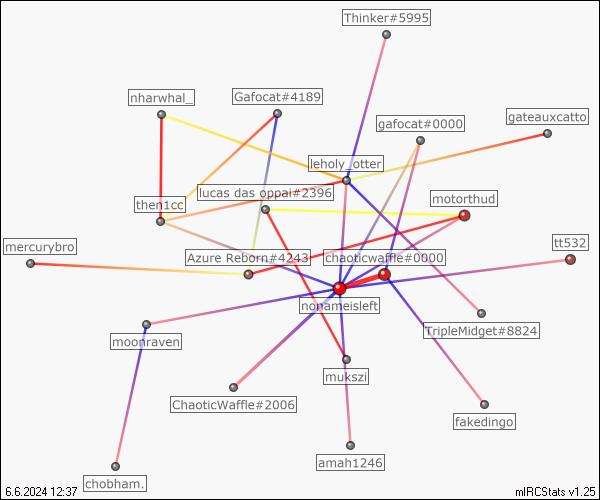 Thinker#5995
nharwhal_
Gafocat#4189
gafocat#0000
gateauxcatto
leholy_otter
lucas das oppai#2396
then1cc
motorthud
mercurybro
Azure Reborn#4243
chaoticwaffle#0000
tt532
nonameisleft
moonraven
TripleMidget#8824
mukszi
ChaoticWaffle#2006
fakedingo
amah1246
chobham.
6.6.2024 12:37
mIRCStats v1.25